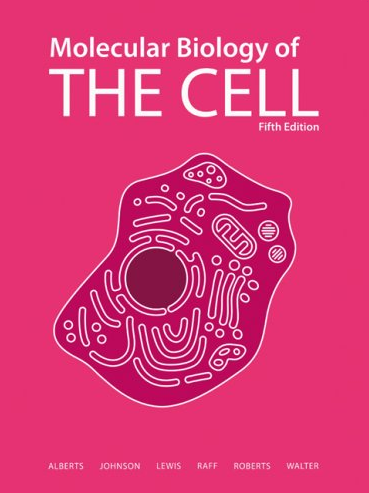 Molecular Biology of
THE CELL
Fifth Edition
ALBERTS JOHNSON LEWIS RAFF ROBERTS WALTER